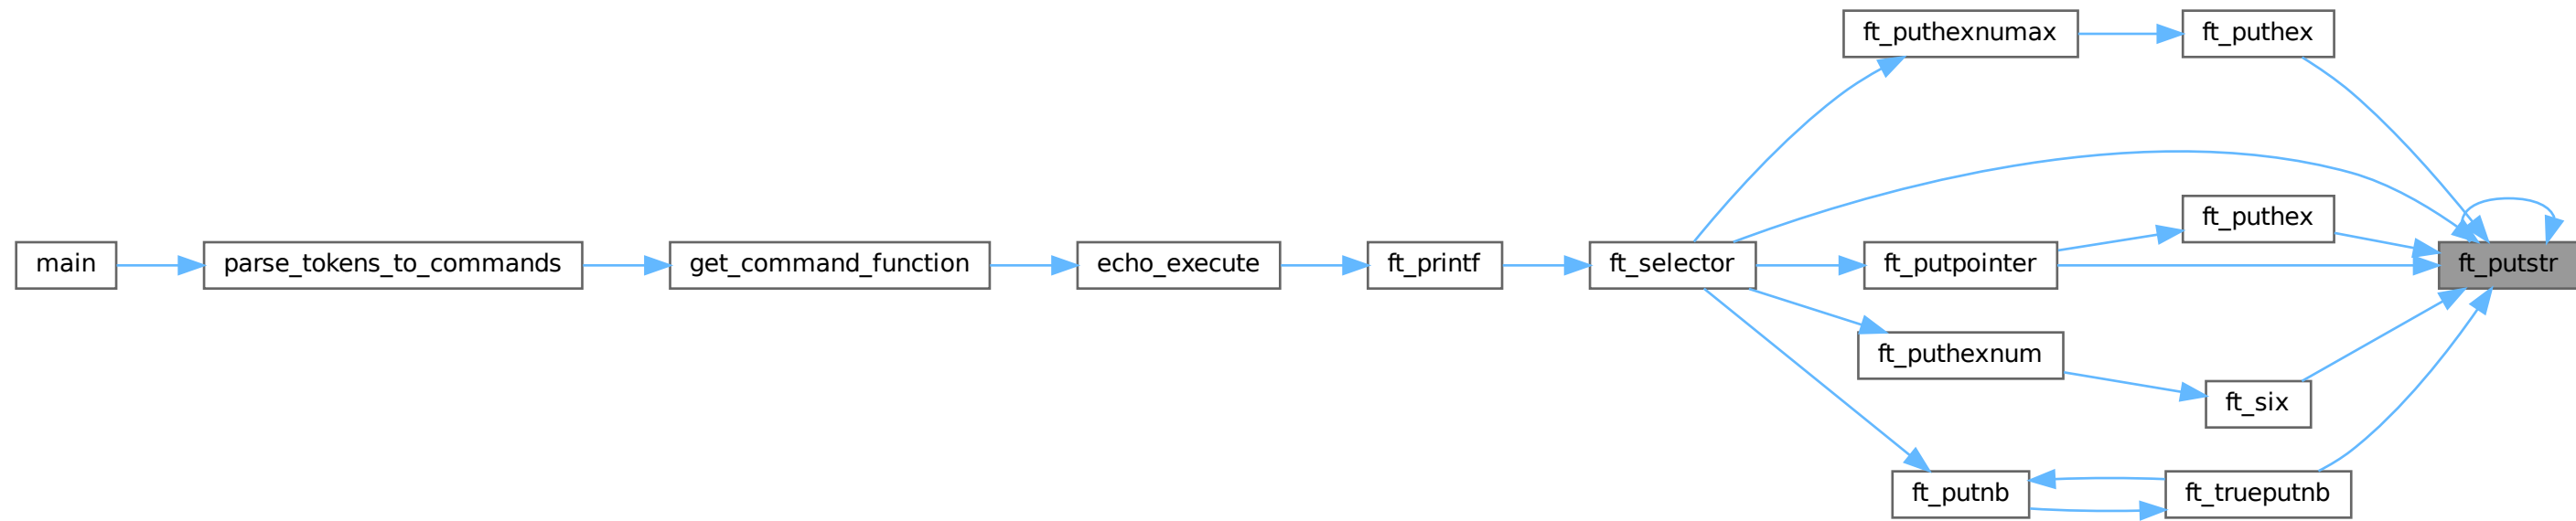 ft_puthexnumax
ft_puthex
ft_puthex
main
parse_tokens_to_commands
get_command_function
echo_execute
ft_printf
ft_selector
ft_putpointer
ft_putstr
ft_puthexnum
ft_six
ft_putnb
ft_trueputnb